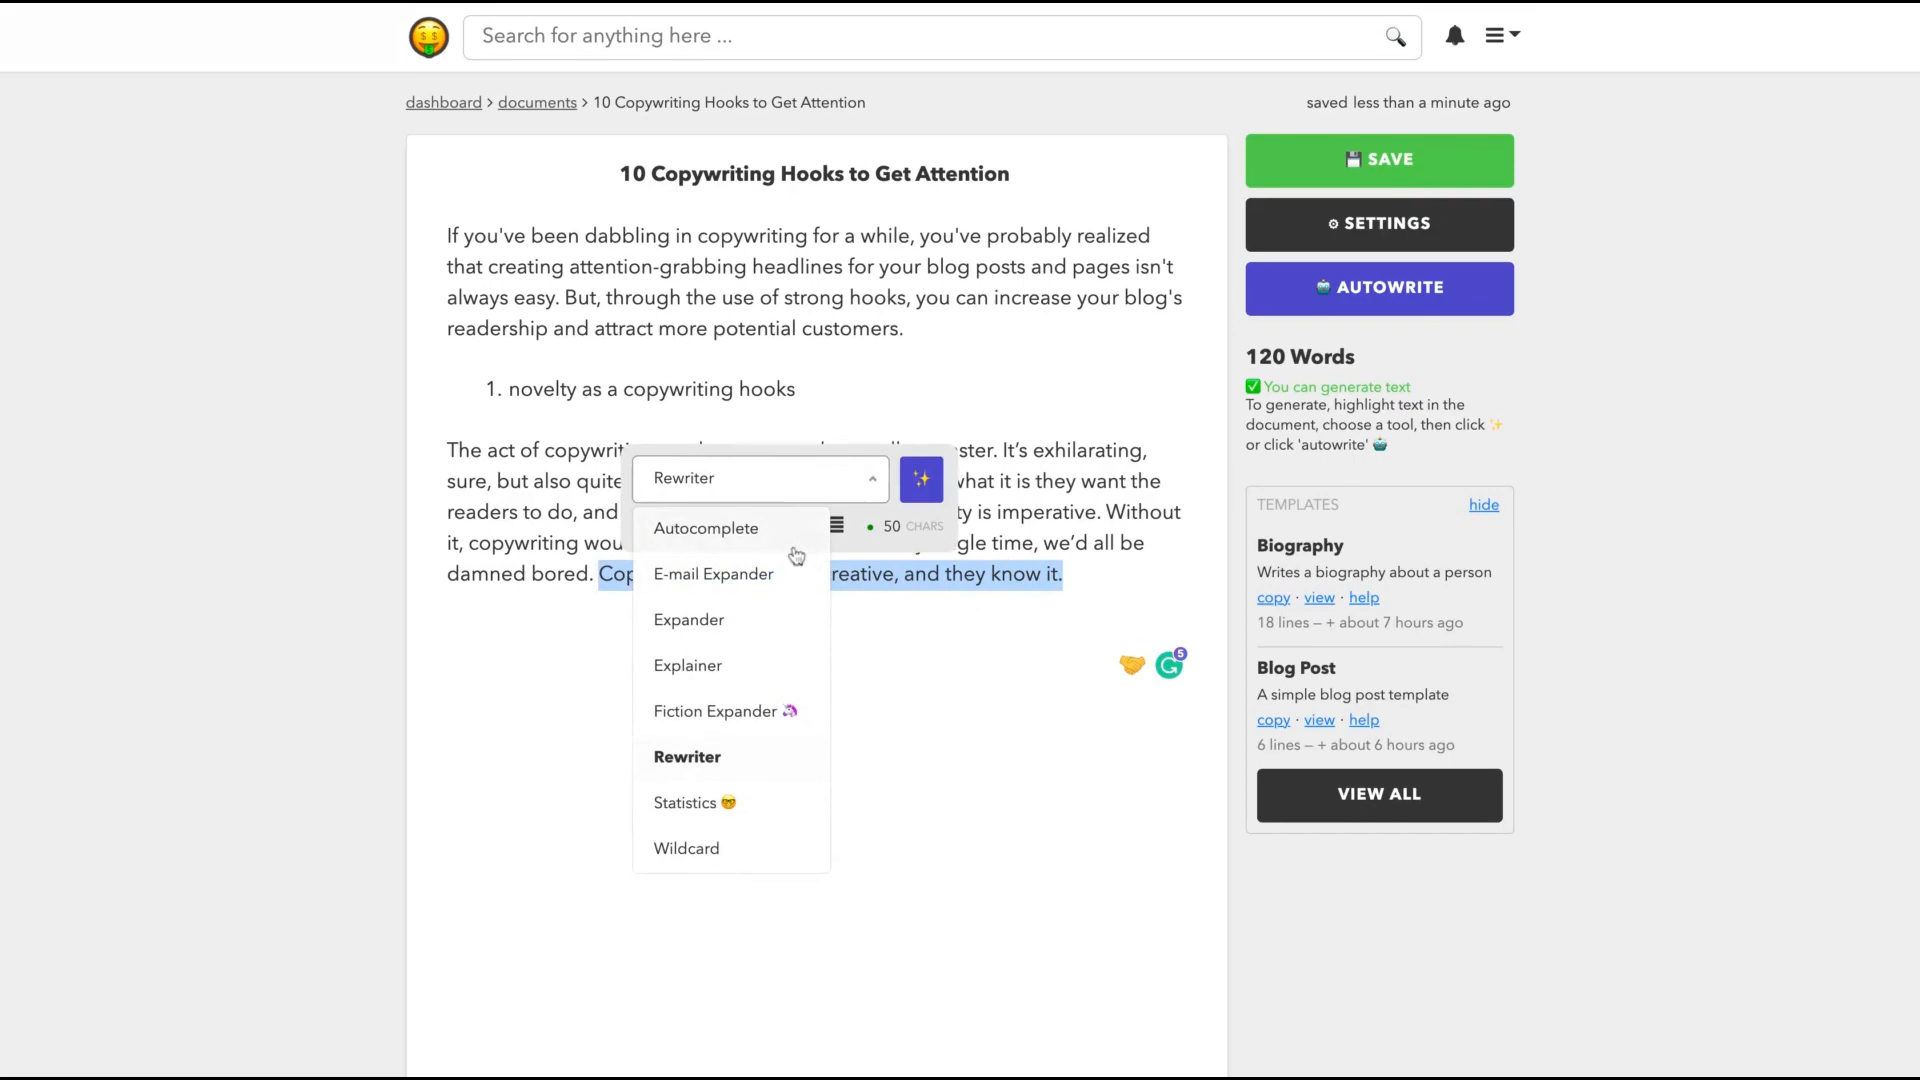 Search for anything here ...
dashboard > documents > 10 Copywriting Hooks to Get Attention
saved less than a minute ago
10 Copywriting Hooks to Get Attention
If you've been dabbling in copywriting for a while, you've probably realized
that creating attention-grabbing headlines for your blog posts and pages isn't
always easy. But, through the use of strong hooks, you can increase your blog's
readership and attract more potential customers.
1. novelty as a copywriting hooks
The act of ster. It's exhilarating,
sure, but also quite what it is they want the
readers to do, and is imperative. Without
it, copywriting time, we'd all be
damned bored. and they know it.
Rewriter
50 CHARS
Autocomplete
E-mail Expander
Expander
Explainer
Fiction Expander
Rewriter
Statistics
Wildcard
5
SAVE
SETTINGS
AUTOWRITE
120 Words
You can generate text
To generate, highlight text in the
document, choose a tool, then click
or click 'autowrite'
TEMPLATES hide
Biography
Writes a biography about a person
copy · view · help
18 lines – + about 7 hours ago
Blog Post
A simple blog post template
copy · view · help
6 lines – + about 6 hours ago
VIEW ALL